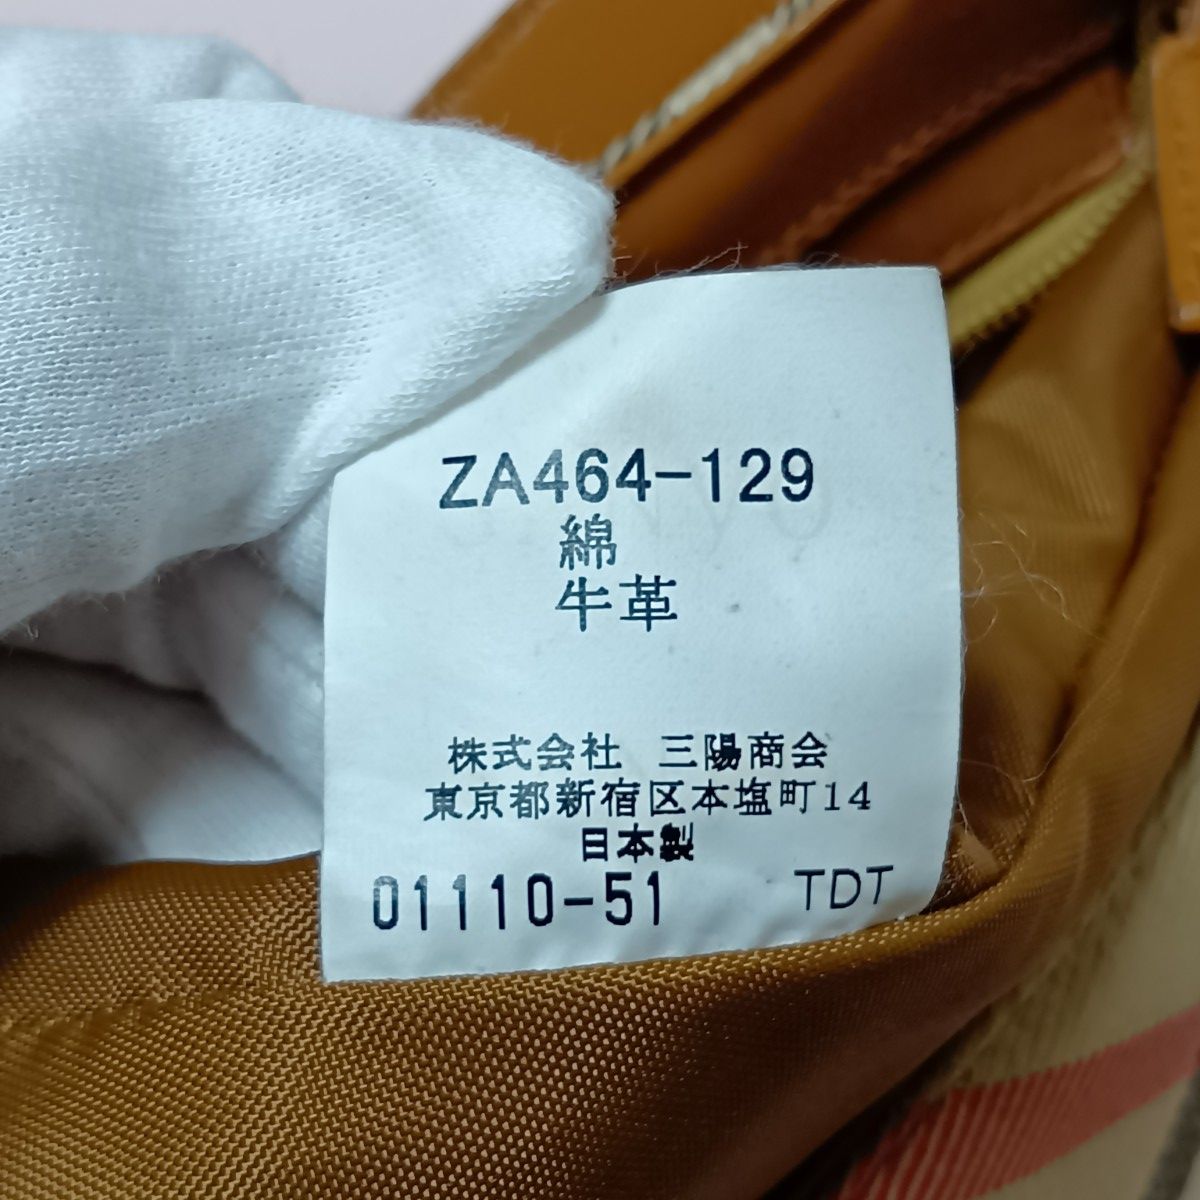 ZA464-129
綿
牛革
株式会社 三陽商会
東京都新宿区本塩町14
日本製
01110-51 TDT